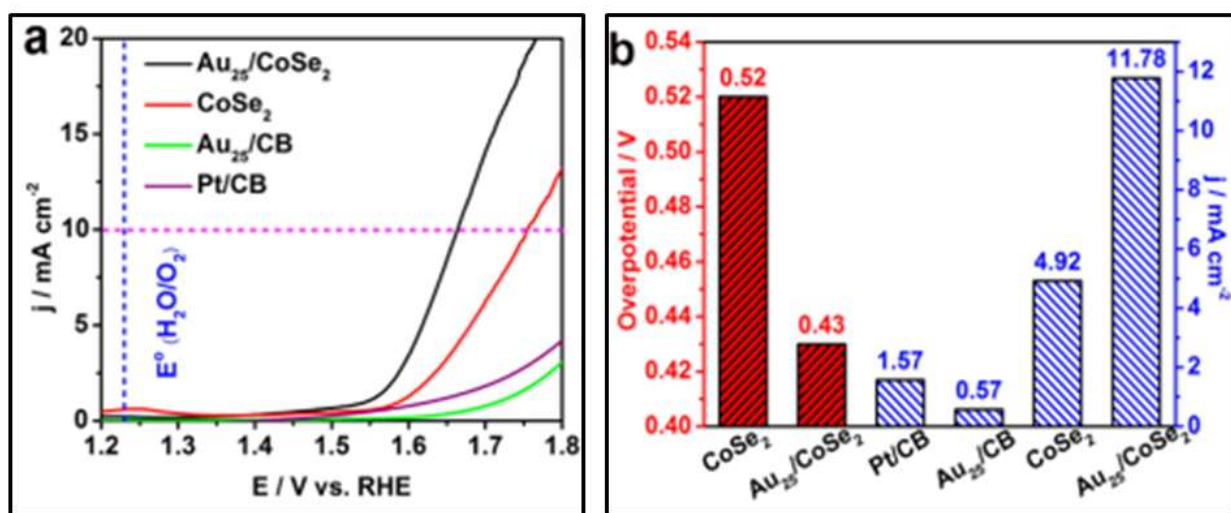 a
20
15
10
5
0
j / mA cm⁻²
Au₂₅/CoSe₂
CoSe₂
Au₂₅/CB
Pt/CB
E° (H₂O/O₂)
1.2 1.3 1.4 1.5 1.6 1.7 1.8
E / V vs. RHE
b
0.54
0.52
0.50
0.48
0.46
0.44
0.42
0.40
Overpotential / V
0.52
0.43
1.57
0.57
4.92
11.78
12
10
8
6
4
2
0
j / mA cm⁻²
CoSe₂
Au₂₅/CoSe₂
Pt/CB
Au₂₅/CB
CoSe₂
Au₂₅/CoSe₂